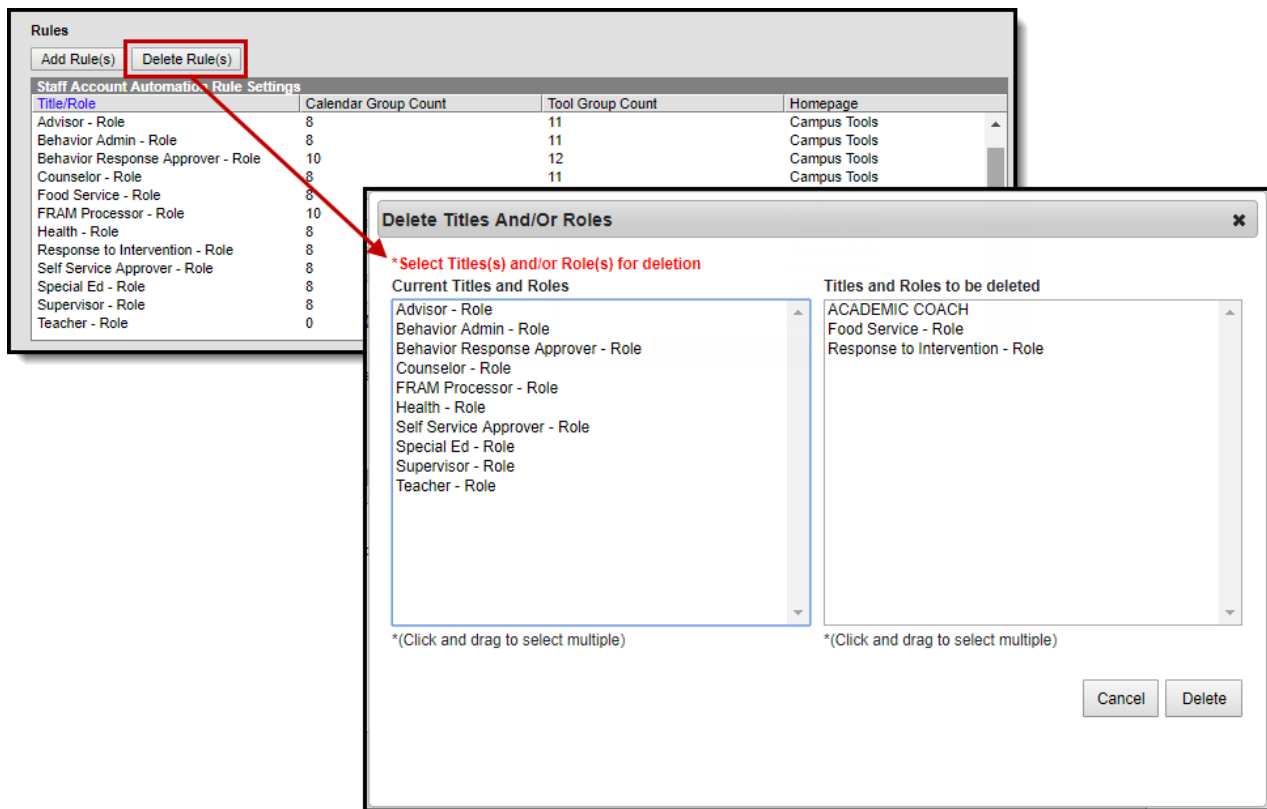 Rules
Add Rule(s) Delete Rule(s)
Staff Account Automation Rule Settings
Title/Role Calendar Group Count Tool Group Count Homepage
Advisor - Role 8 11 Campus Tools
Behavior Admin - Role 8 11 Campus Tools
Behavior Response Approver - Role 10 12 Campus Tools
Counselor - Role 8 11 Campus Tools
Food Service - Role 8
FRAM Processor - Role 10
Health - Role 8
Response to Intervention - Role 8
Self Service Approver - Role 8
Special Ed - Role 8
Supervisor - Role 8
Teacher - Role 0
Delete Titles And/Or Roles
*Select Titles(s) and/or Role(s) for deletion
Current Titles and Roles
Advisor - Role
Behavior Admin - Role
Behavior Response Approver - Role
Counselor - Role
FRAM Processor - Role
Health - Role
Self Service Approver - Role
Special Ed - Role
Supervisor - Role
Teacher - Role
*(Click and drag to select multiple)
Titles and Roles to be deleted
ACADEMIC COACH
Food Service - Role
Response to Intervention - Role
*(Click and drag to select multiple)
Cancel Delete